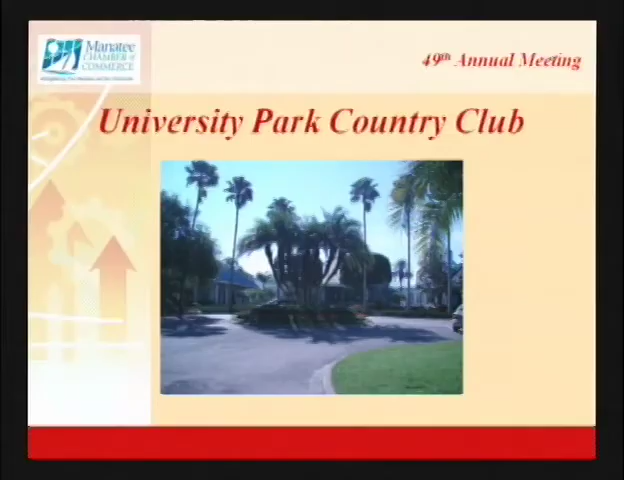 Manatee
CHAMBER of
COMMERCE
49th Annual Meeting
University Park Country Club